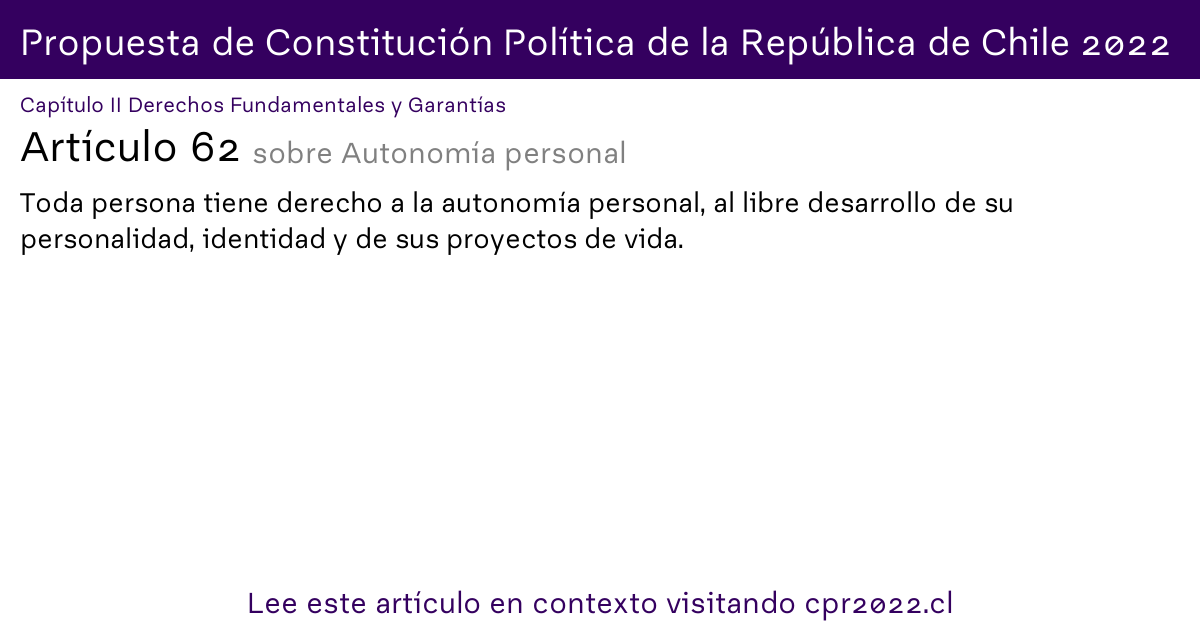 Propuesta de Constitución Política de la República de Chile 2022
Capítulo II Derechos Fundamentales y Garantías
Artículo 62 sobre Autonomía personal
Toda persona tiene derecho a la autonomía personal, al libre desarrollo de su
personalidad, identidad y de sus proyectos de vida.
Lee este artículo en contexto visitando cpr2022.cl